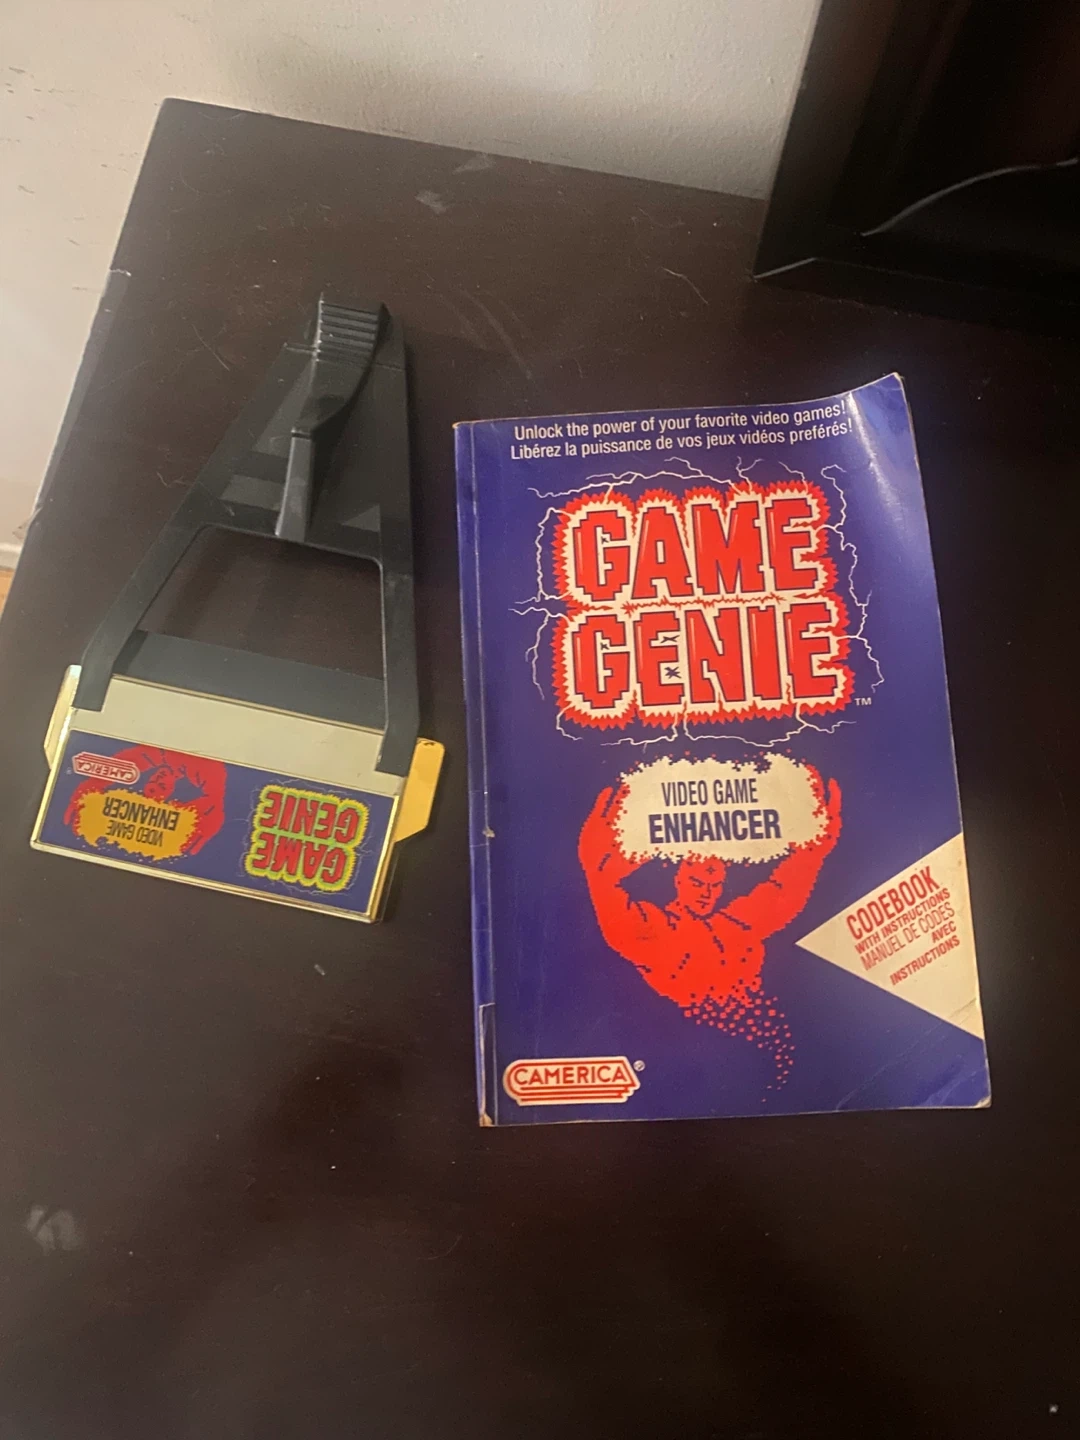 Unlock the power of your favorite video games!
Libérez la puissance de vos jeux vidéos preférés!
GAME
GENIE
TM
VIDEO GAME
ENHANCER
CODEBOOK
WITH INSTRUCTIONS
MANUEL DE CODES
AVEC
INSTRUCTIONS
CAMERICA®
GAME
GENIE
VIDEO GAME
ENHANCER
CAMERICA®